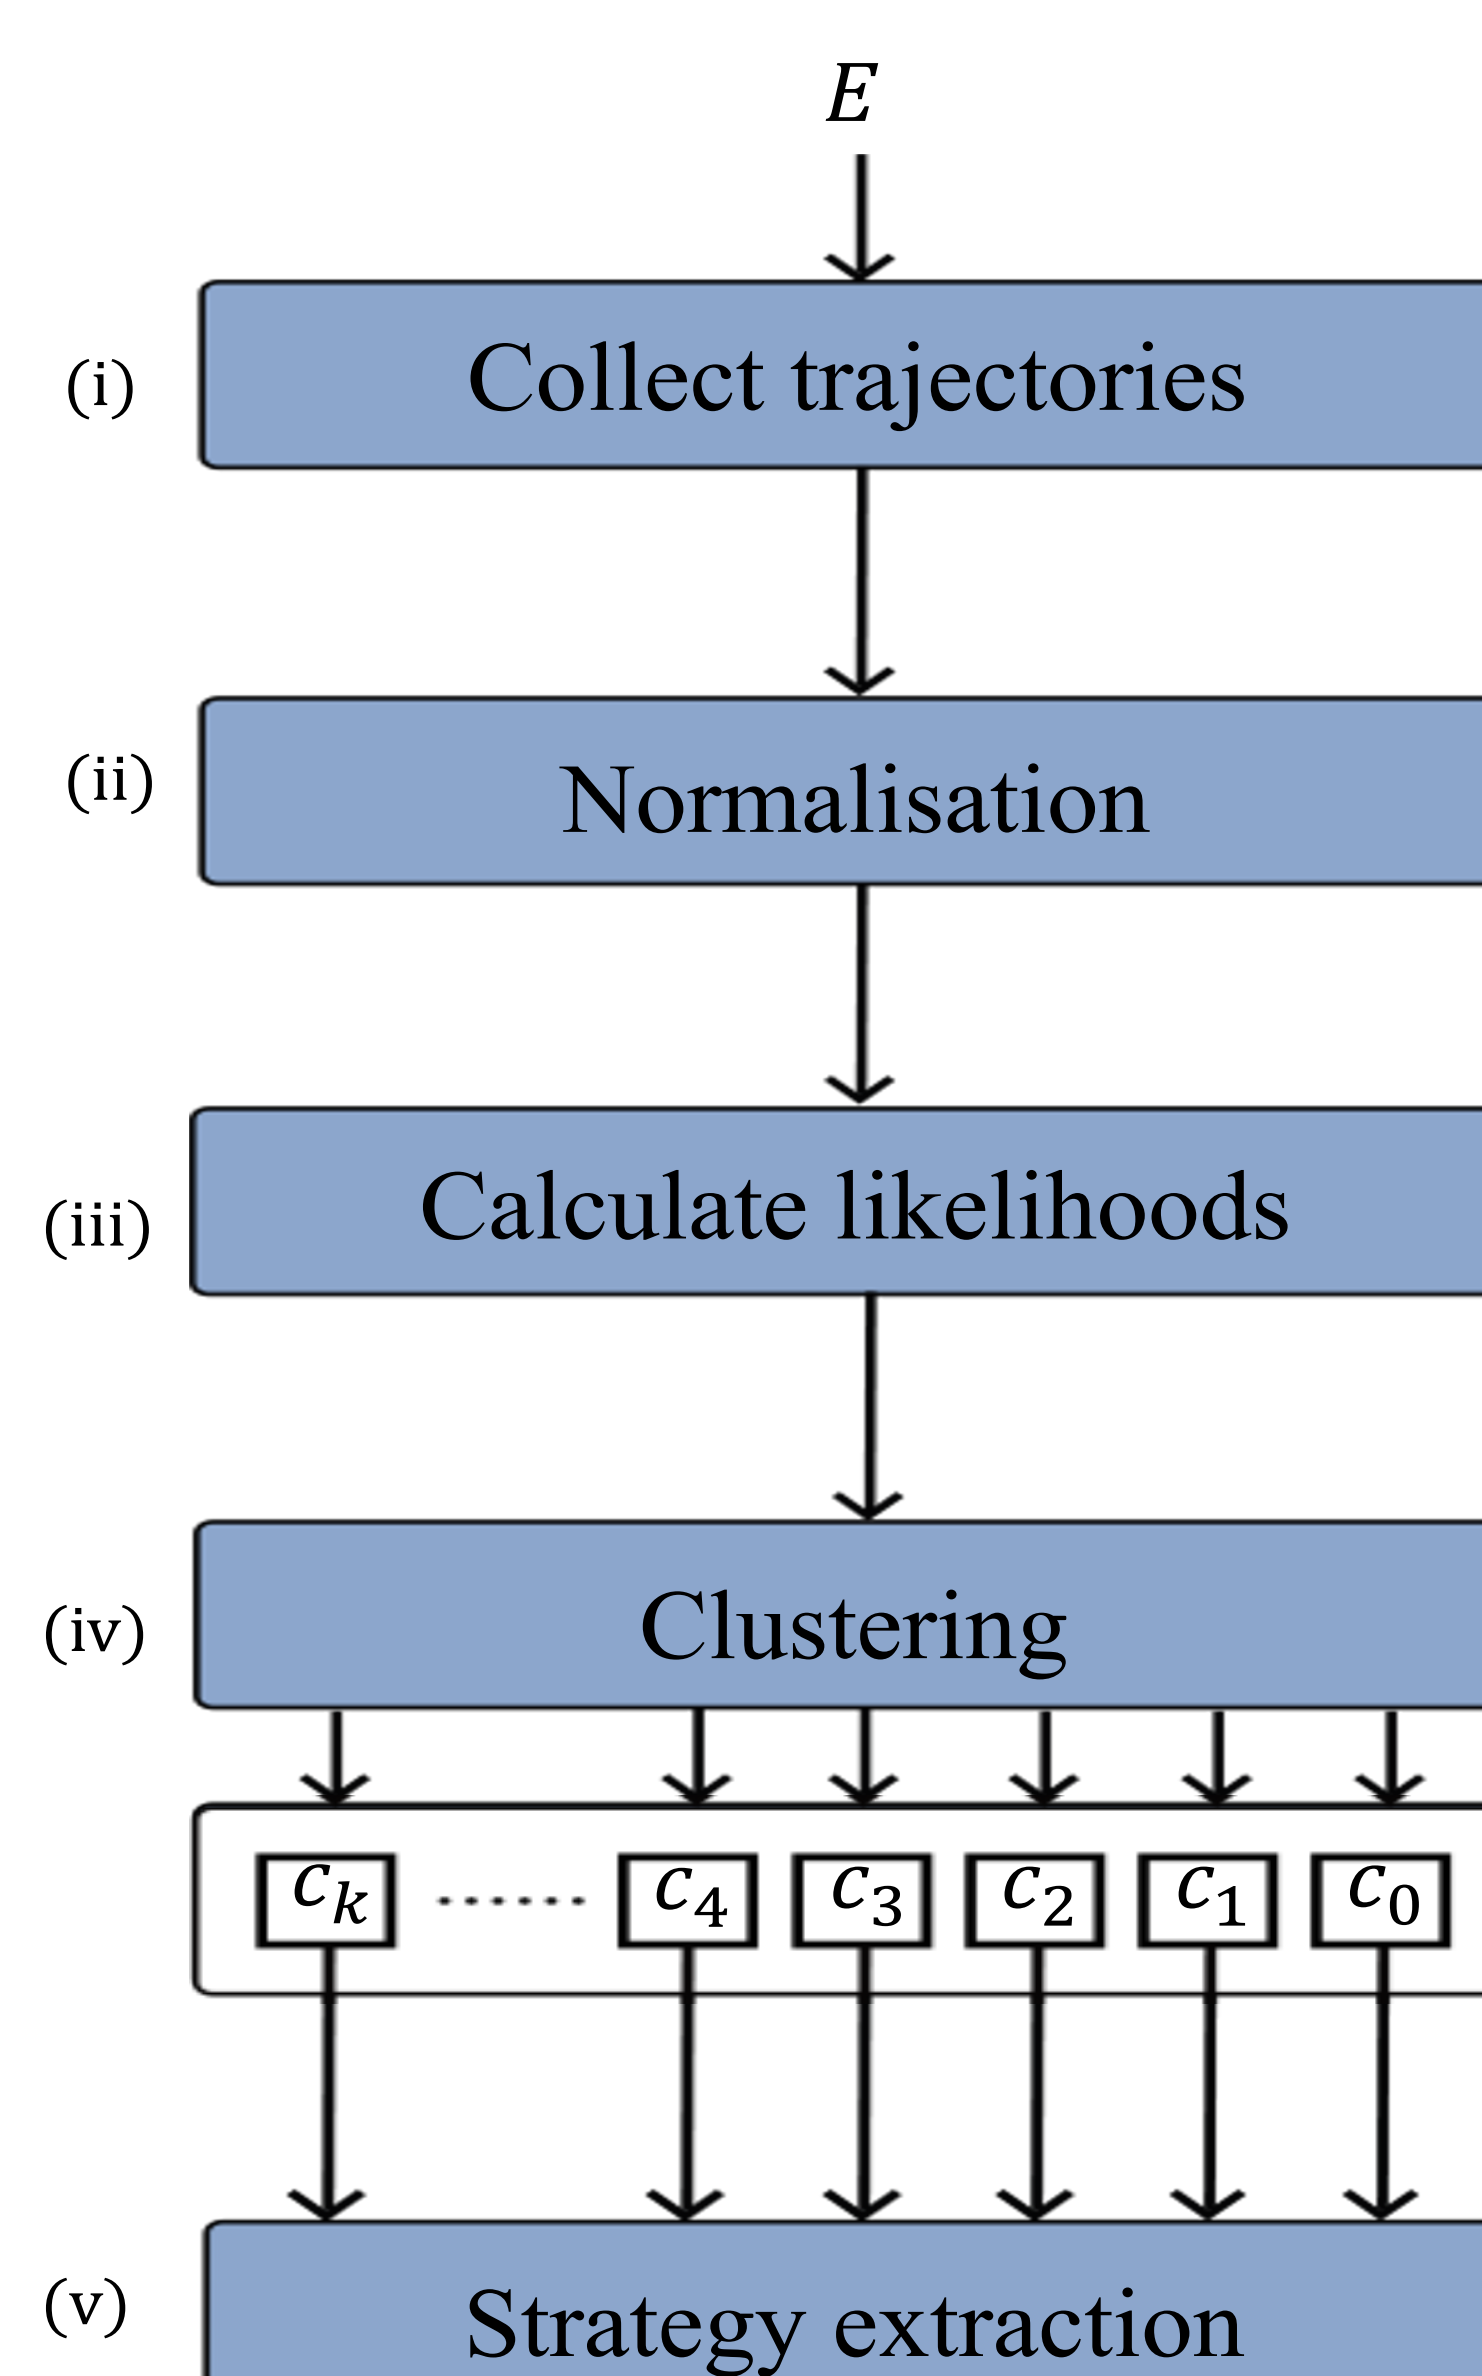 E
(i) Collect trajectories
(ii) Normalisation
(iii) Calculate likelihoods
(iv) Clustering
c_k ...... c_4 c_3 c_2 c_1 c_0
(v) Strategy extraction